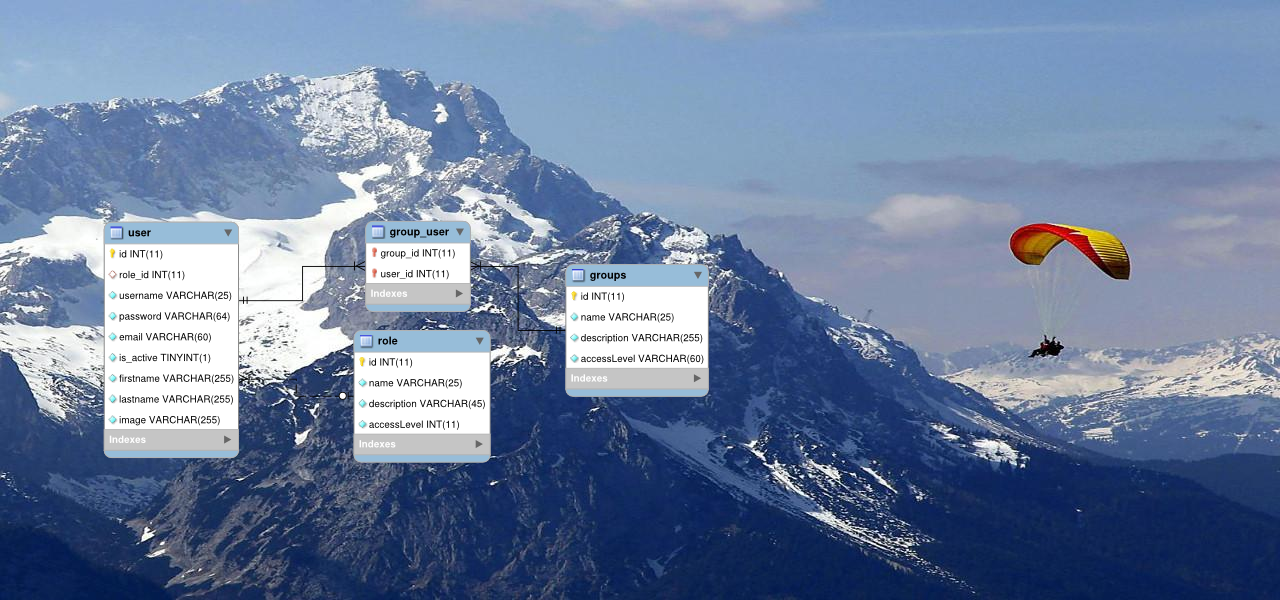 user
id INT(11)
role_id INT(11)
username VARCHAR(25)
password VARCHAR(64)
email VARCHAR(60)
is_active TINYINT(1)
firstname VARCHAR(255)
lastname VARCHAR(255)
image VARCHAR(255)
Indexes
group_user
group_id INT(11)
user_id INT(11)
Indexes
role
id INT(11)
name VARCHAR(25)
description VARCHAR(45)
accessLevel INT(11)
Indexes
groups
id INT(11)
name VARCHAR(25)
description VARCHAR(255)
accessLevel VARCHAR(60)
Indexes